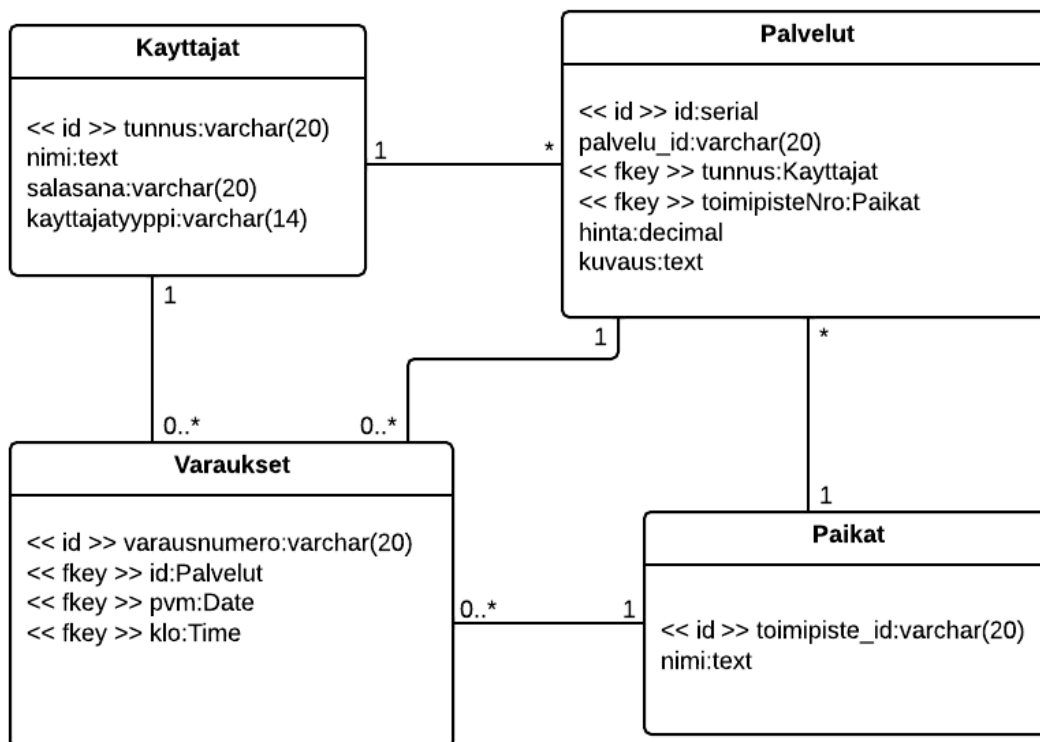 Kayttajat
<< id >> tunnus:varchar(20)
nimi:text
salasana:varchar(20)
kayttajatyyppi:varchar(14)
Palvelut
<< id >> id:serial
palvelu_id:varchar(20)
<< fkey >> tunnus:Kayttajat
<< fkey >> toimipisteNro:Paikat
hinta:decimal
kuvaus:text
1
*
1
1
*
0..*
0..*
Varaukset
<< id >> varausnumero:varchar(20)
<< fkey >> id:Palvelut
<< fkey >> pvm:Date
<< fkey >> klo:Time
1
0..*
1
Paikat
<< id >> toimipiste_id:varchar(20)
nimi:text